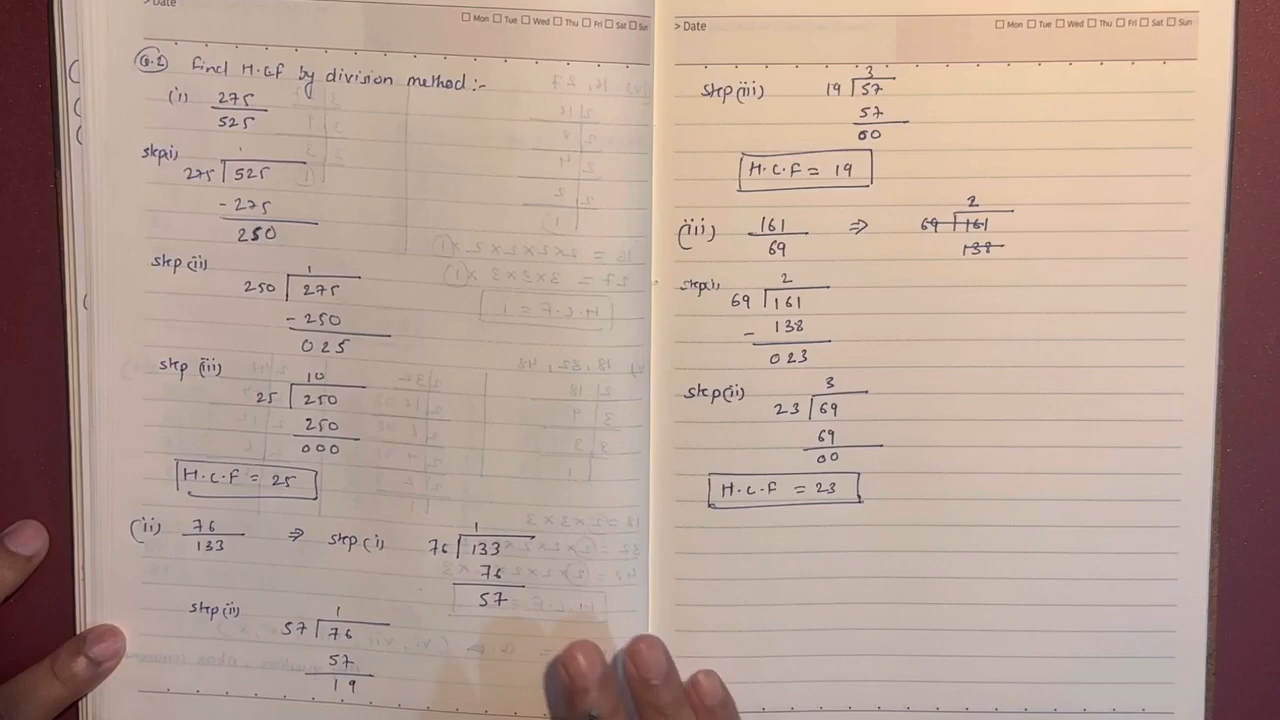 > Date
Mon Tue Wed Thu Fri Sat Sun
Q.1 Find H.C.F by division method :-
(i) 275
525
step(i) 1
275 525
- 275
250
step (ii) 1
250 275
- 250
025
step (iii) 10
25 250
250
000
H.C.F = 25
(ii) 76
133
⇒ step (i) 1
76 133
76
57
step (ii) 1
57 76
57
19
> Date
Mon Tue Wed Thu Fri Sat Sun
step (iii) 3
19 57
57
00
H.C.F = 19
(iii) 161
69
⇒ 2
69 161
138
step(i) 2
69 161
- 138
023
step(ii) 3
23 69
69
00
H.C.F = 23